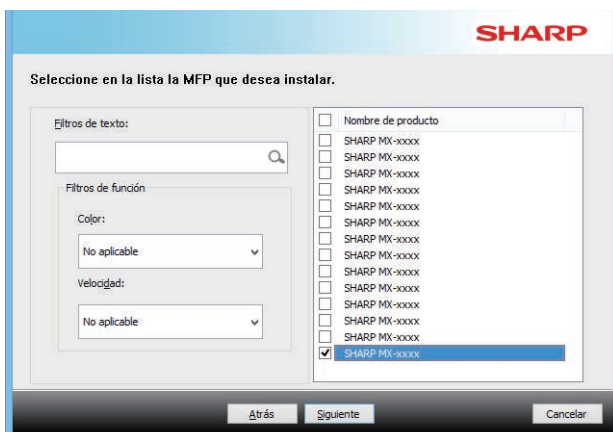 SHARP
Seleccione en la lista la MFP que desea instalar.
Filtros de texto:
Filtros de función
Color:
No aplicable
Velocidad:
No aplicable
Nombre de producto
SHARP MX-xxxx
SHARP MX-xxxx
SHARP MX-xxxx
SHARP MX-xxxx
SHARP MX-xxxx
SHARP MX-xxxx
SHARP MX-xxxx
SHARP MX-xxxx
SHARP MX-xxxx
SHARP MX-xxxx
SHARP MX-xxxx
SHARP MX-xxxx
SHARP MX-xxxx
SHARP MX-xxxx
Atrás
Siguiente
Cancelar